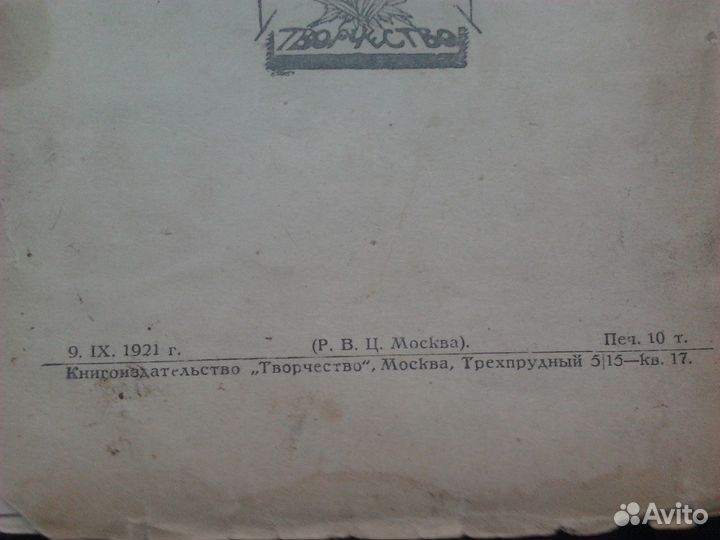 ТВОРЧЕСТВО
9. IX. 1921 г. (Р. В. Ц. Москва). Печ. 10 т.
Книгоиздательство „Творчество“, Москва, Трехпрудный 5|15—кв. 17.
Avito